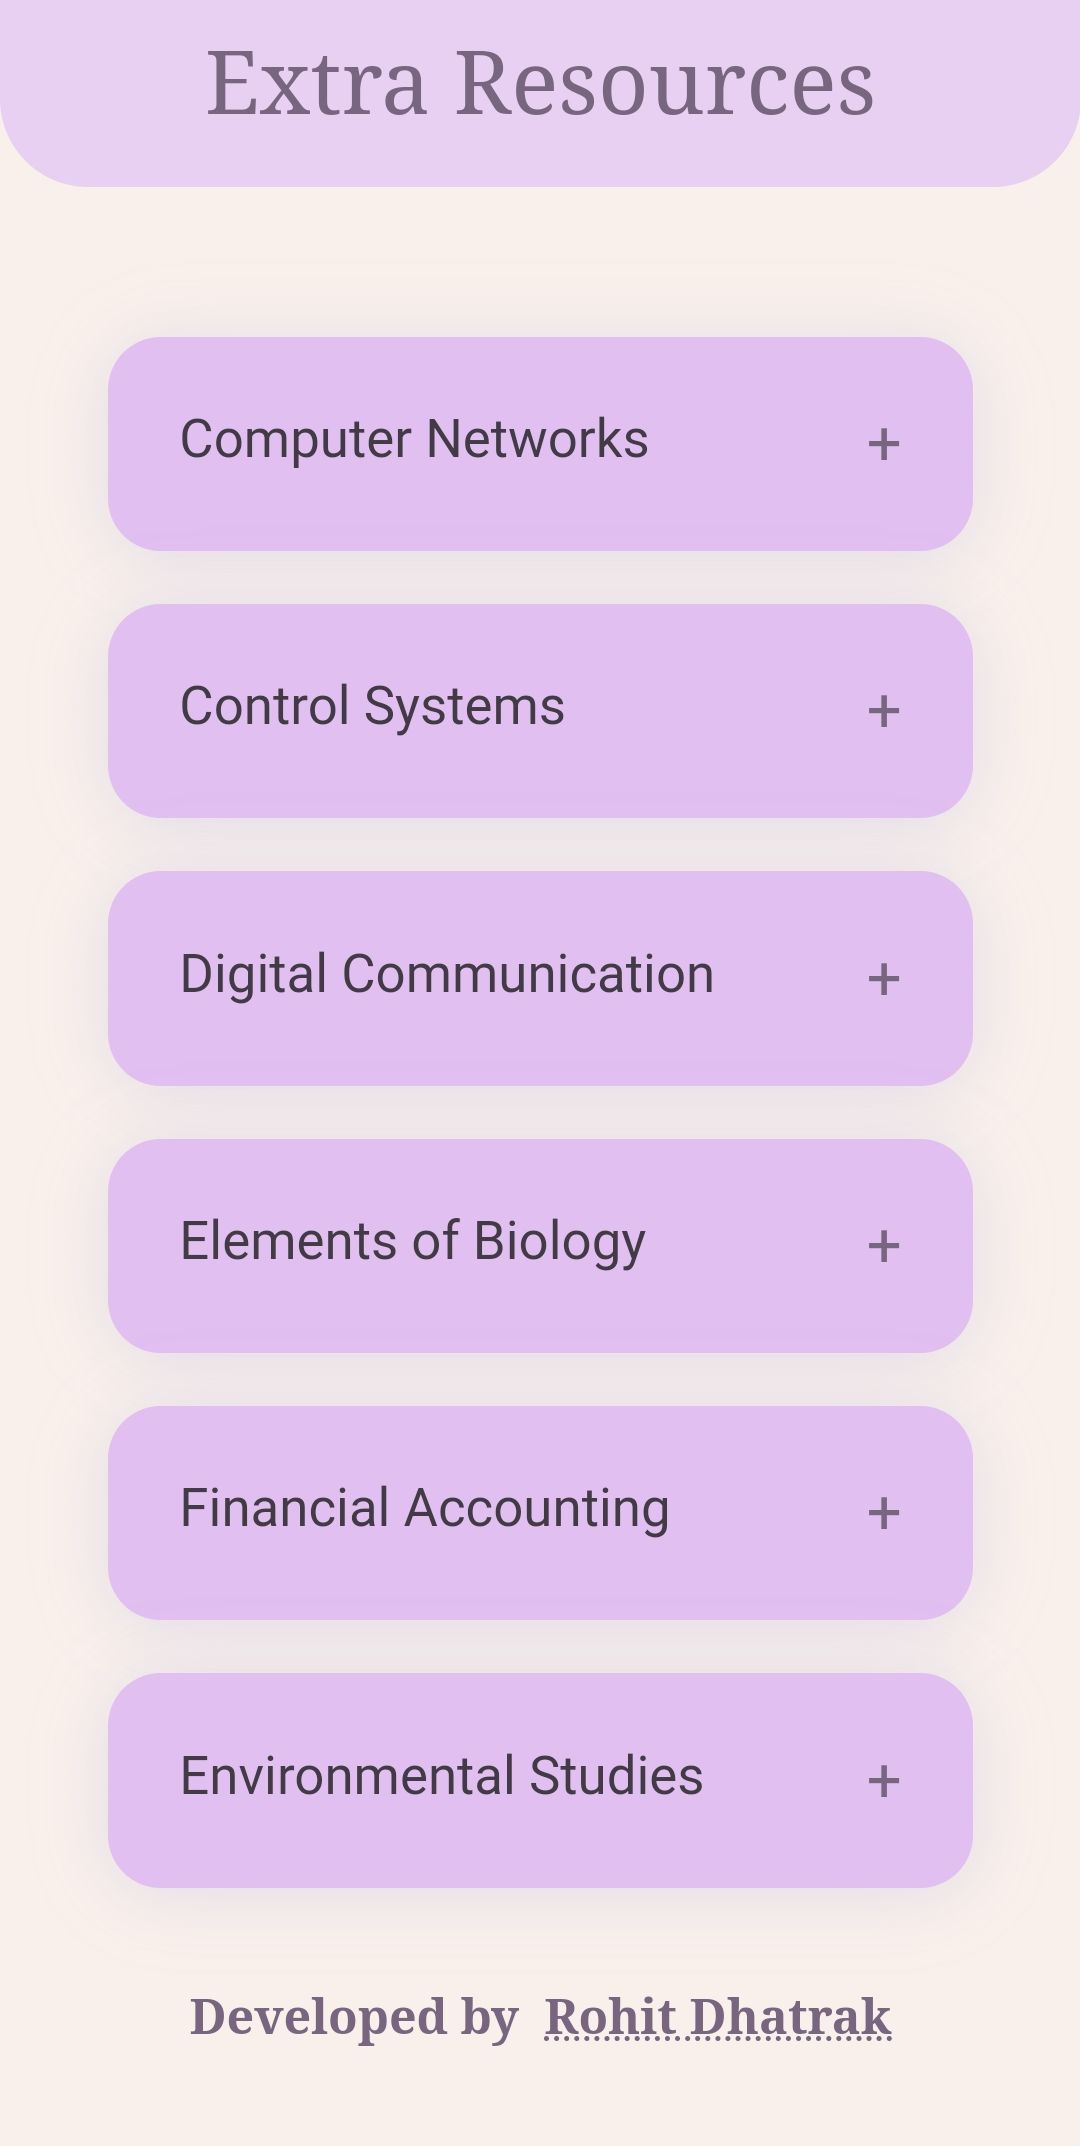 Extra Resources
Computer Networks +
Control Systems +
Digital Communication +
Elements of Biology +
Financial Accounting +
Environmental Studies +
Developed by Rohit Dhatrak